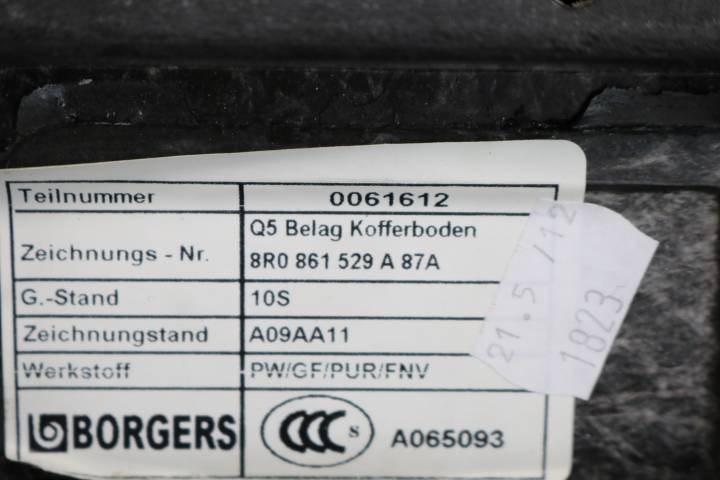 Teilnummer 0061612
Q5 Belag Kofferboden
Zeichnungs - Nr. 8R0 861 529 A 87A
G.-Stand 10S
Zeichnungstand A09AA11
Werkstoff PW/GF/PUR/FNV
BORGERS CCC S A065093
21.5/12
1823